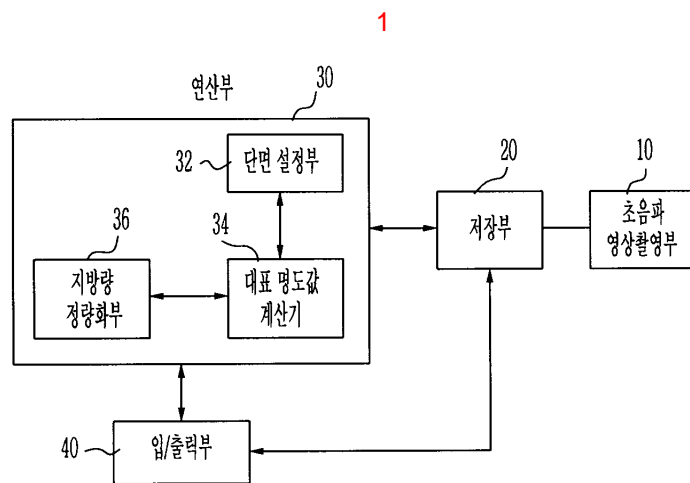 1
연산부
30
32
단면 설정부
20
저장부
10
초음파
영상촬영부
36
지방량
정량화부
34
대표 명도값
계산기
40
입/출력부